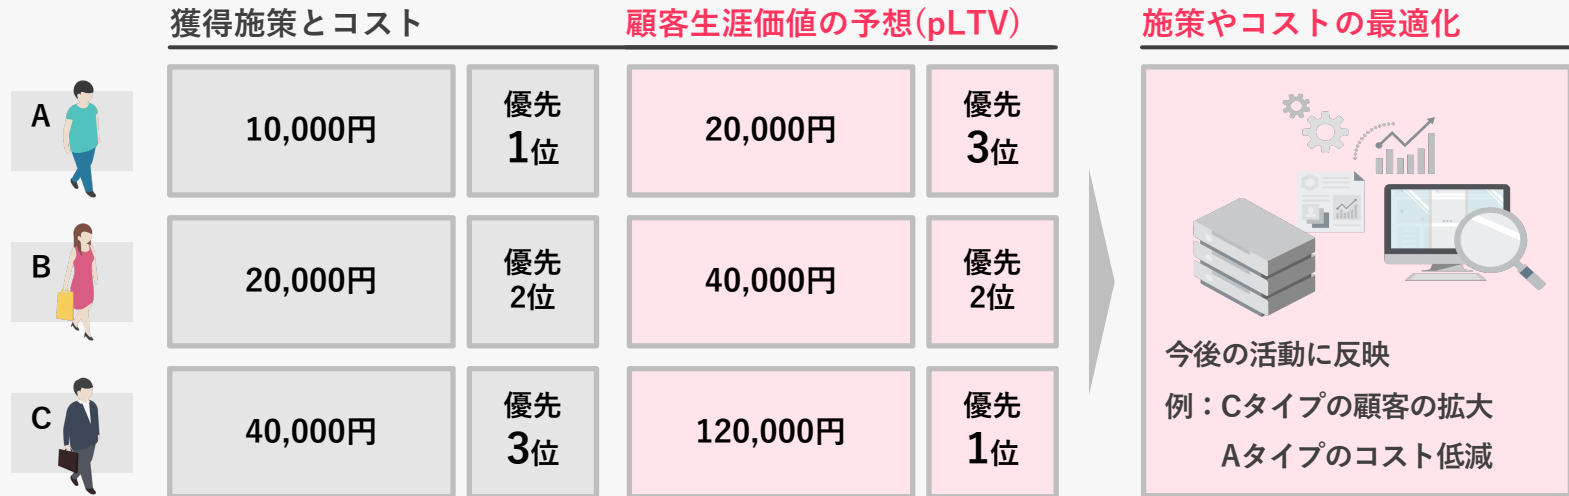 獲得施策とコスト
顧客生涯価値の予想(pLTV)
施策やコストの最適化
A
10,000円
優先
1位
20,000円
優先
3位
B
20,000円
優先
2位
40,000円
優先
2位
C
40,000円
優先
3位
120,000円
優先
1位
今後の活動に反映
例：Cタイプの顧客の拡大
Aタイプのコスト低減